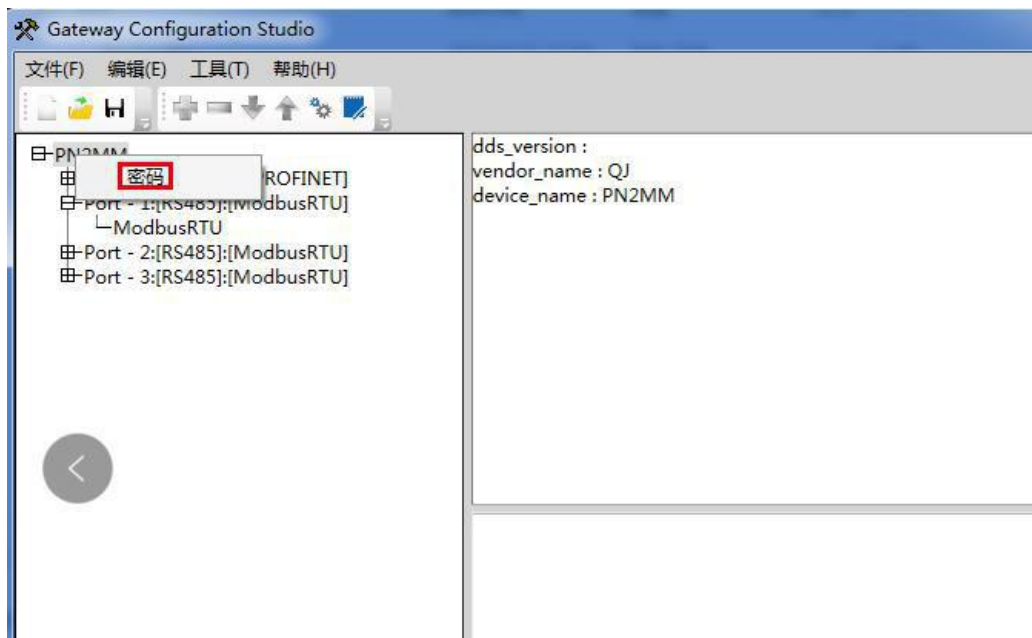 Gateway Configuration Studio
文件(F) 编辑(E) 工具(T) 帮助(H)
PN2MM
密码
ROFINET]
Port - 1:[RS485]:[ModbusRTU]
ModbusRTU
Port - 2:[RS485]:[ModbusRTU]
Port - 3:[RS485]:[ModbusRTU]
dds_version :
vendor_name : QJ
device_name : PN2MM